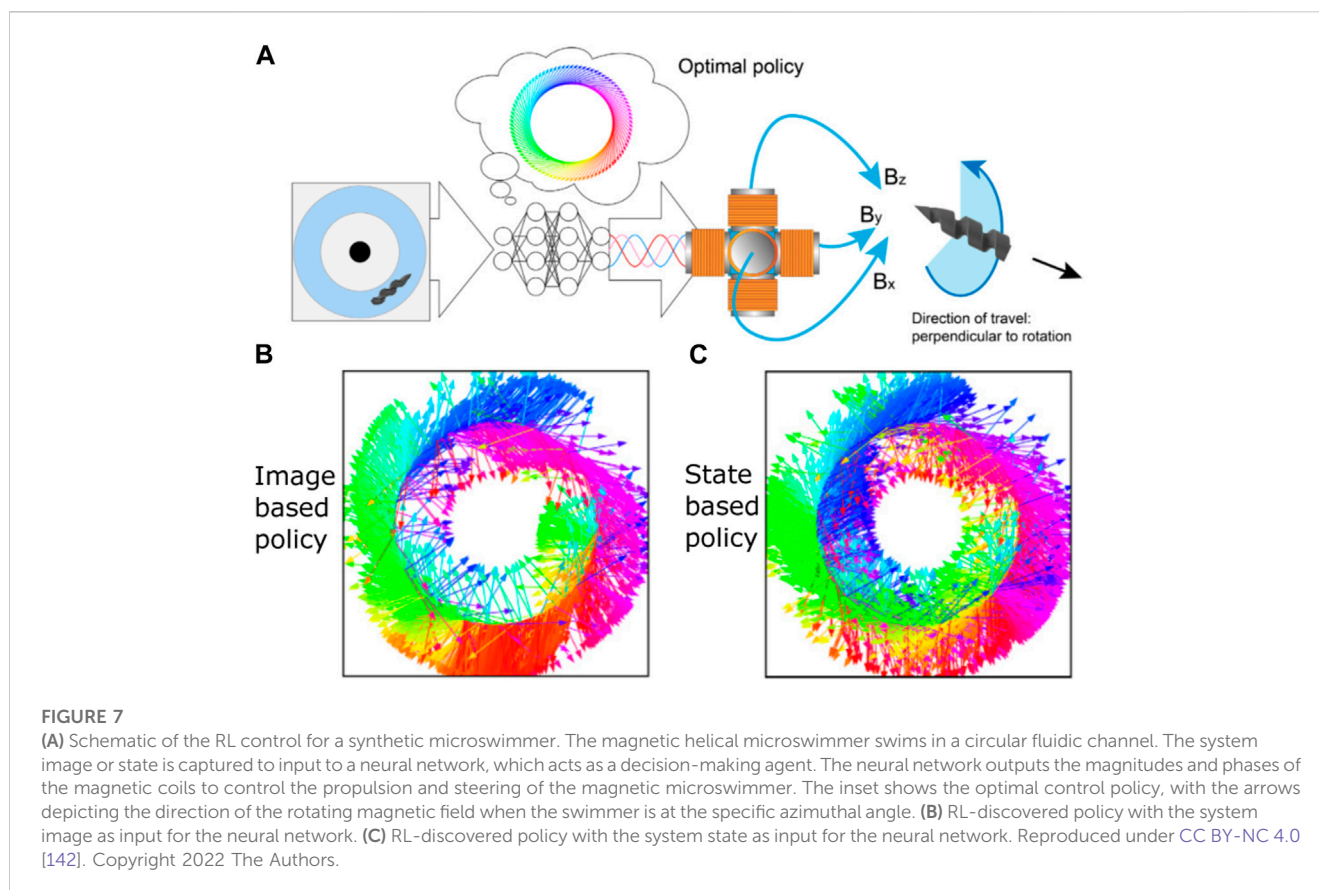 A
Optimal policy
Bz
By
Bx
Direction of travel:
perpendicular to rotation
B
Image
based
policy
C
State
based
policy
FIGURE 7
(A) Schematic of the RL control for a synthetic microswimmer. The magnetic helical microswimmer swims in a circular fluidic channel. The system
image or state is captured to input to a neural network, which acts as a decision-making agent. The neural network outputs the magnitudes and phases of
the magnetic coils to control the propulsion and steering of the magnetic microswimmer. The inset shows the optimal control policy, with the arrows
depicting the direction of the rotating magnetic field when the swimmer is at the specific azimuthal angle. (B) RL-discovered policy with the system
image as input for the neural network. (C) RL-discovered policy with the system state as input for the neural network. Reproduced under CC BY-NC 4.0
[142]. Copyright 2022 The Authors.